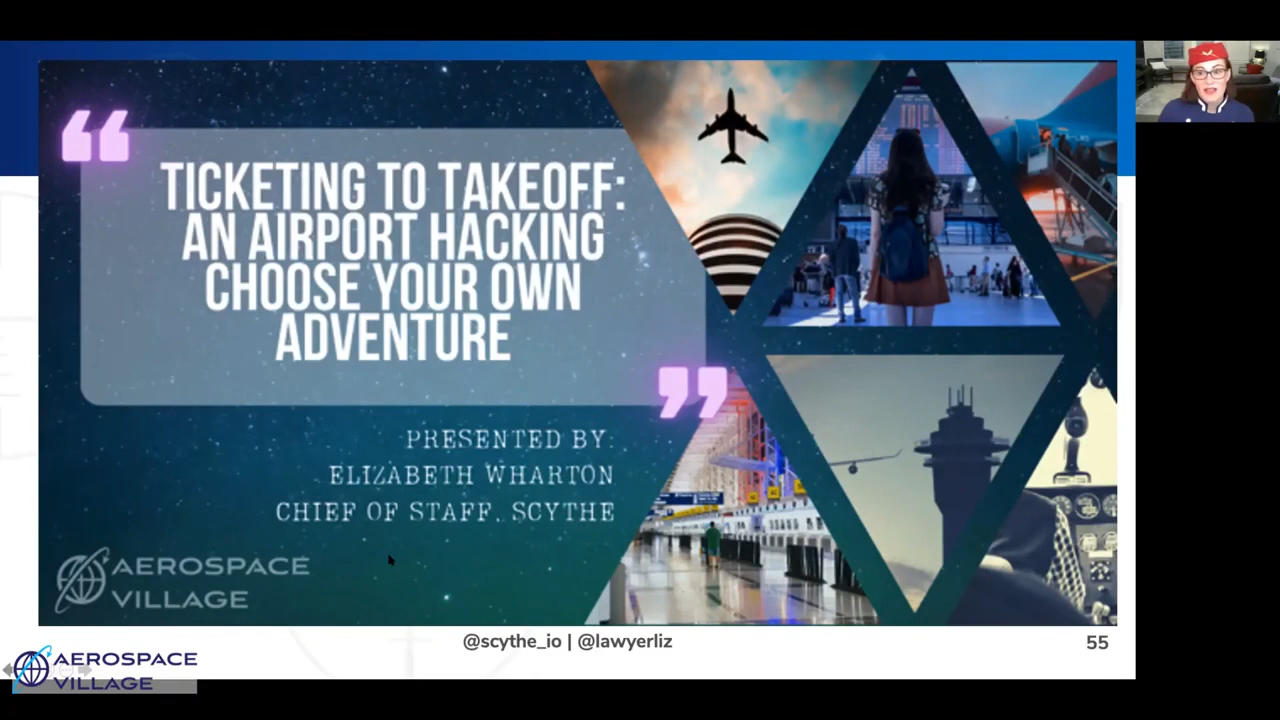 TICKETING TO TAKEOFF:
AN AIRPORT HACKING
CHOOSE YOUR OWN
ADVENTURE
PRESENTED BY:
ELIZABETH WHARTON
CHIEF OF STAFF, SCYTHE
AEROSPACE
VILLAGE
@scythe_io | @lawyerliz
55
AEROSPACE
VILLAGE